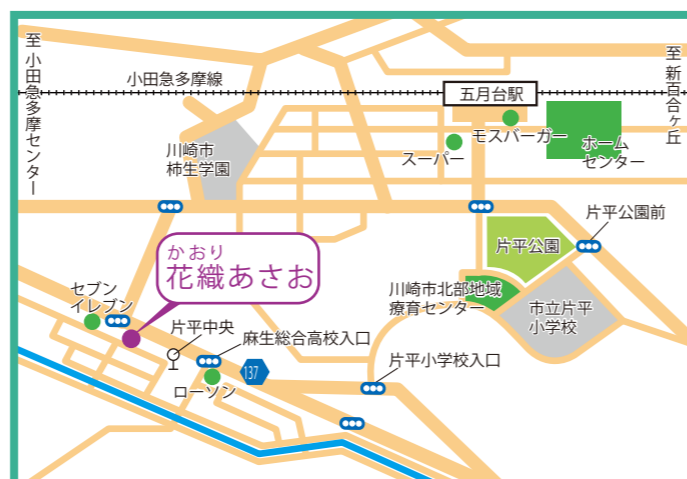 至 小田急多摩センター
小田急多摩線
五月台駅
至 新百合ヶ丘
モスバーガー
スーパー
ホーム
センター
川崎市
柿生学園
片平公園前
片平公園
かおり
花織あさお
川崎市北部地域
療育センター
市立片平
小学校
セブン
イレブン
片平中央
麻生総合高校入口
137
ローソン
片平小学校入口